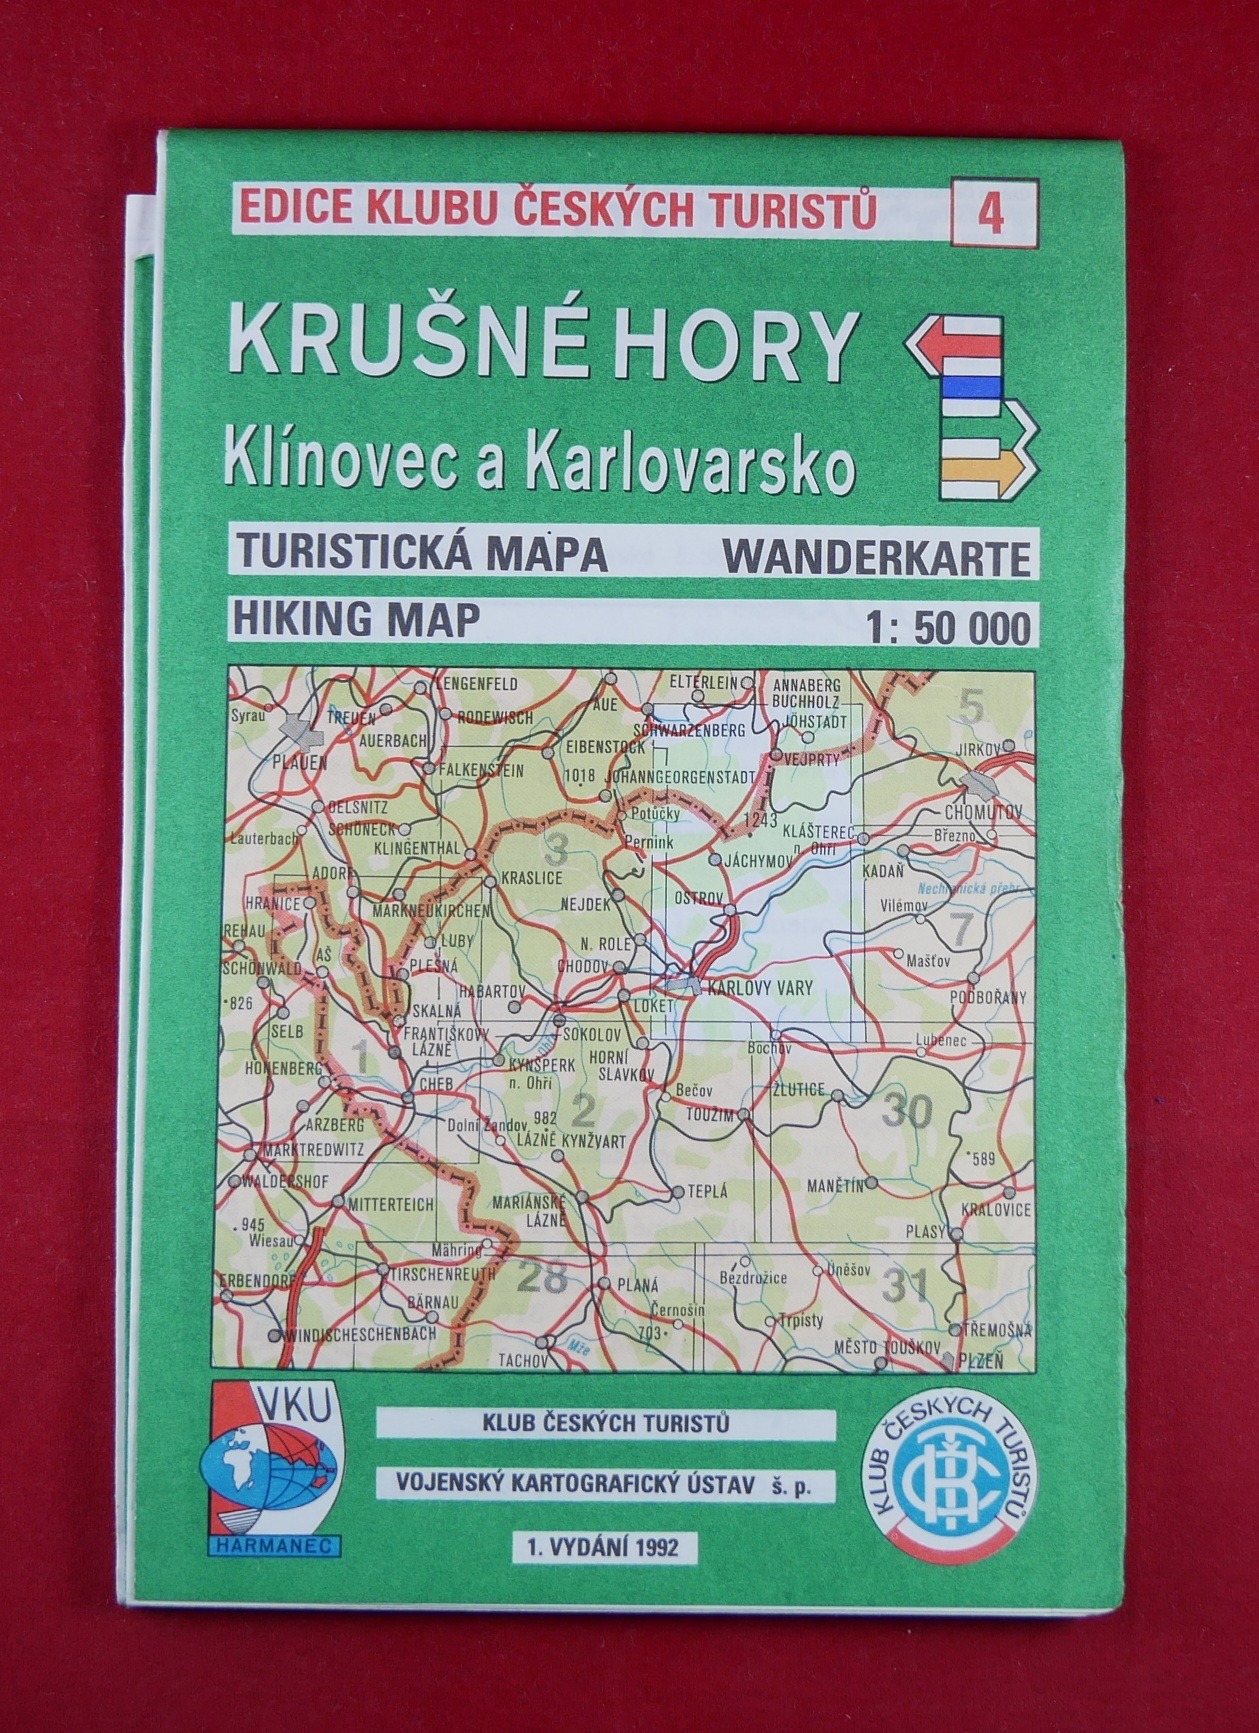 EDICE KLUBU ČESKÝCH TURISTŮ 4
KRUŠNÉ HORY
Klínovec a Karlovarsko
TURISTICKÁ MAPA WANDERKARTE
HIKING MAP 1: 50 000
LENGENFELD
ELTERLEIN
ANNABERG
BUCHHOLZ
Syrau
TREUEN
RODEWISCH
AUE
JÖHSTADT
5
AUERBACH
SCHWARZENBERG
PLAUEN
EIBENSTOCK
VEJPRTY
JIRKOV
FALKENSTEIN
1018
JOHANNGEORGENSTADT
OELSNITZ
Potůčky
CHOMUTOV
Lauterbach
SCHÖNECK
1243
KLÁŠTEREC
n. Ohří
Březno
KLINGENTHAL
3
Pernink
JÁCHYMOV
ADORF
KRASLICE
KADAŇ
Nechranická přehr.
HRANICE
MARKNEUKIRCHEN
NEJDEK
OSTROV
Vilémov
REHAU
LUBY
N. ROLE
7
AŠ
SCHÖNWALD
PLESNÁ
CHODOV
Mašťov
HABARTOV
KARLOVY VARY
PODBOŘANY
826
SKALNÁ
LOKET
SELB
FRANTIŠKOVY
LÁZNĚ
Ohře
SOKOLOV
Bochov
Lubenec
1
HOHENBERG
KYNŠPERK
n. Ohří
HORNÍ
SLAVKOV
CHEB
Bečov
ŽLUTICE
ARZBERG
Dolní Žandov
982
2
TOUŽIM
30
MARKTREDWITZ
LÁZNĚ KYNŽVART
589
WALDERSHOF
MITTERTEICH
MARIÁNSKÉ
LÁZNĚ
TEPLÁ
MANĚTÍN
KRALOVICE
945
Wiesau
PLASY
Mähring
ERBENDORF
TIRSCHENREUTH
28
PLANÁ
Bezdružice
Úněšov
31
BÄRNAU
Černošín
703
Trpisty
TŘEMOŠNÁ
WINDISCHESCHENBACH
Mže
TACHOV
MĚSTO TOUŠKOV
PLZEŇ
VKU
HARMANEC
KLUB ČESKÝCH TURISTŮ
VOJENSKÝ KARTOGRAFICKÝ ÚSTAV š. p.
1. VYDÁNÍ 1992
KLUB ČESKÝCH TURISTŮ
KČT